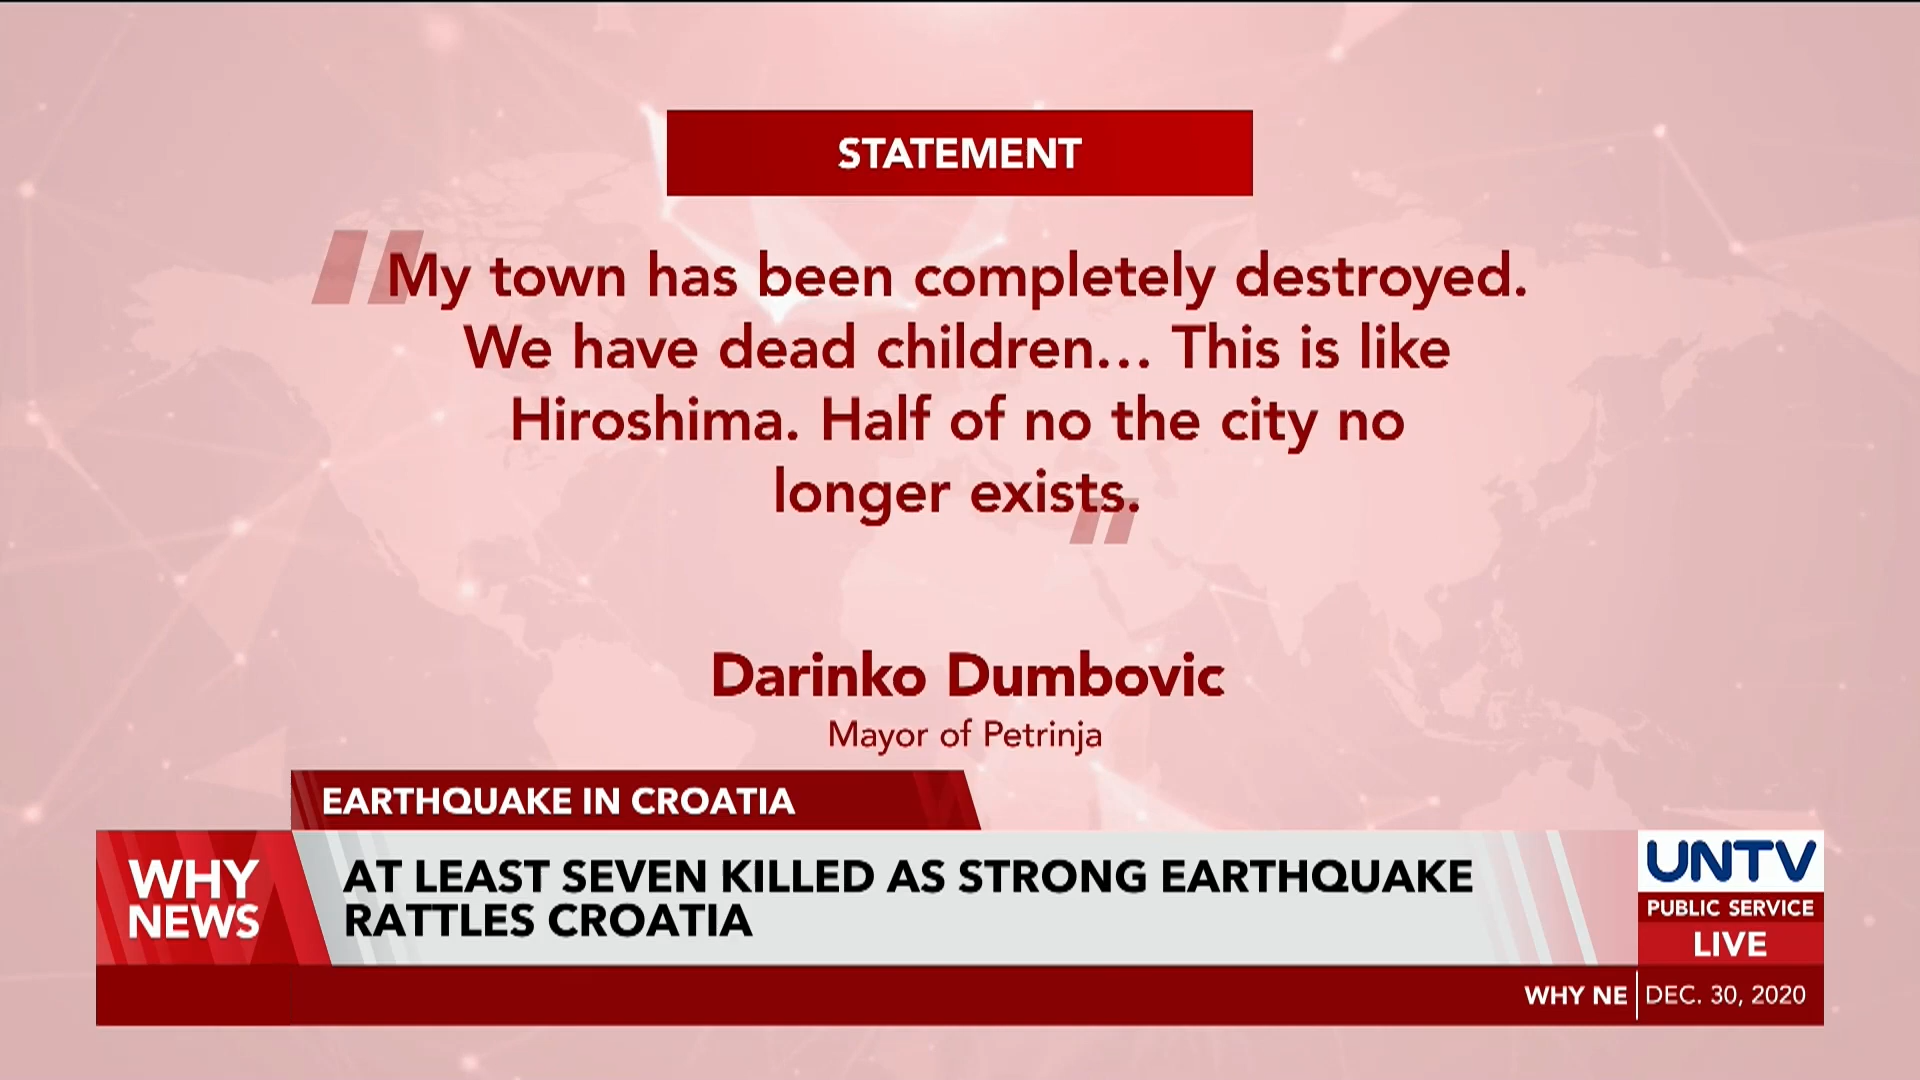 STATEMENT
My town has been completely destroyed.
We have dead children... This is like
Hiroshima. Half of no the city no
longer exists.
Darinko Dumbovic
Mayor of Petrinja
EARTHQUAKE IN CROATIA
WHY
NEWS
AT LEAST SEVEN KILLED AS STRONG EARTHQUAKE
RATTLES CROATIA
UNTV
PUBLIC SERVICE
LIVE
WHY NE
DEC. 30, 2020